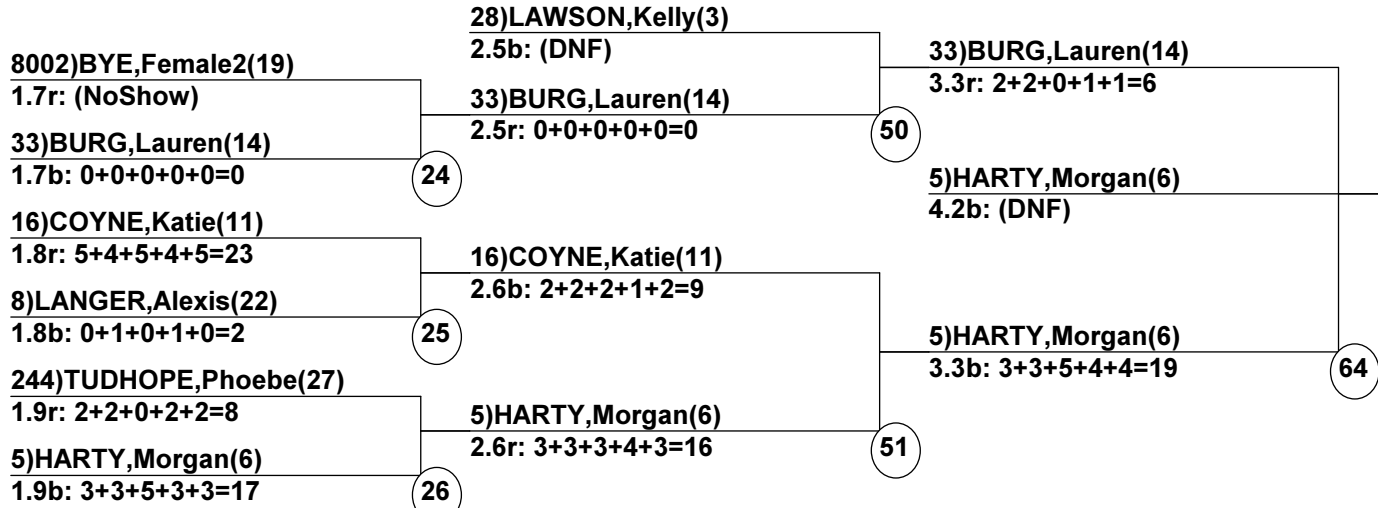 8002)BYE,Female2(19)
1.7r: (NoShow)
33)BURG,Lauren(14)
1.7b: 0+0+0+0+0=0
24
16)COYNE,Katie(11)
1.8r: 5+4+5+4+5=23
8)LANGER,Alexis(22)
1.8b: 0+1+0+1+0=2
25
244)TUDHOPE,Phoebe(27)
1.9r: 2+2+0+2+2=8
5)HARTY,Morgan(6)
1.9b: 3+3+5+3+3=17
26
28)LAWSON,Kelly(3)
2.5b: (DNF)
33)BURG,Lauren(14)
2.5r: 0+0+0+0+0=0
50
16)COYNE,Katie(11)
2.6b: 2+2+2+1+2=9
5)HARTY,Morgan(6)
2.6r: 3+3+3+4+3=16
51
33)BURG,Lauren(14)
3.3r: 2+2+0+1+1=6
5)HARTY,Morgan(6)
4.2b: (DNF)
5)HARTY,Morgan(6)
3.3b: 3+3+5+4+4=19
64